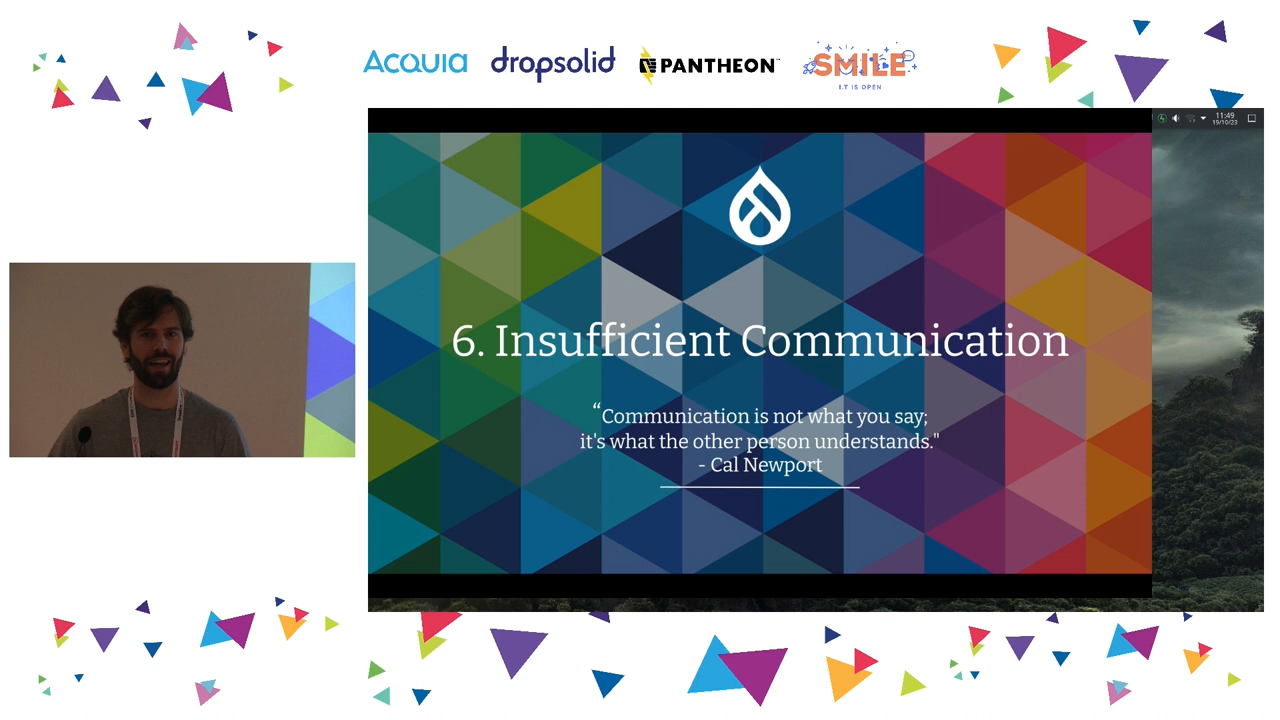 ACQUIA
dropsolid
PANTHEON
SMILE
I.T IS OPEN
11:49
19/10/23
6. Insufficient Communication
“Communication is not what you say;
it's what the other person understands."
- Cal Newport